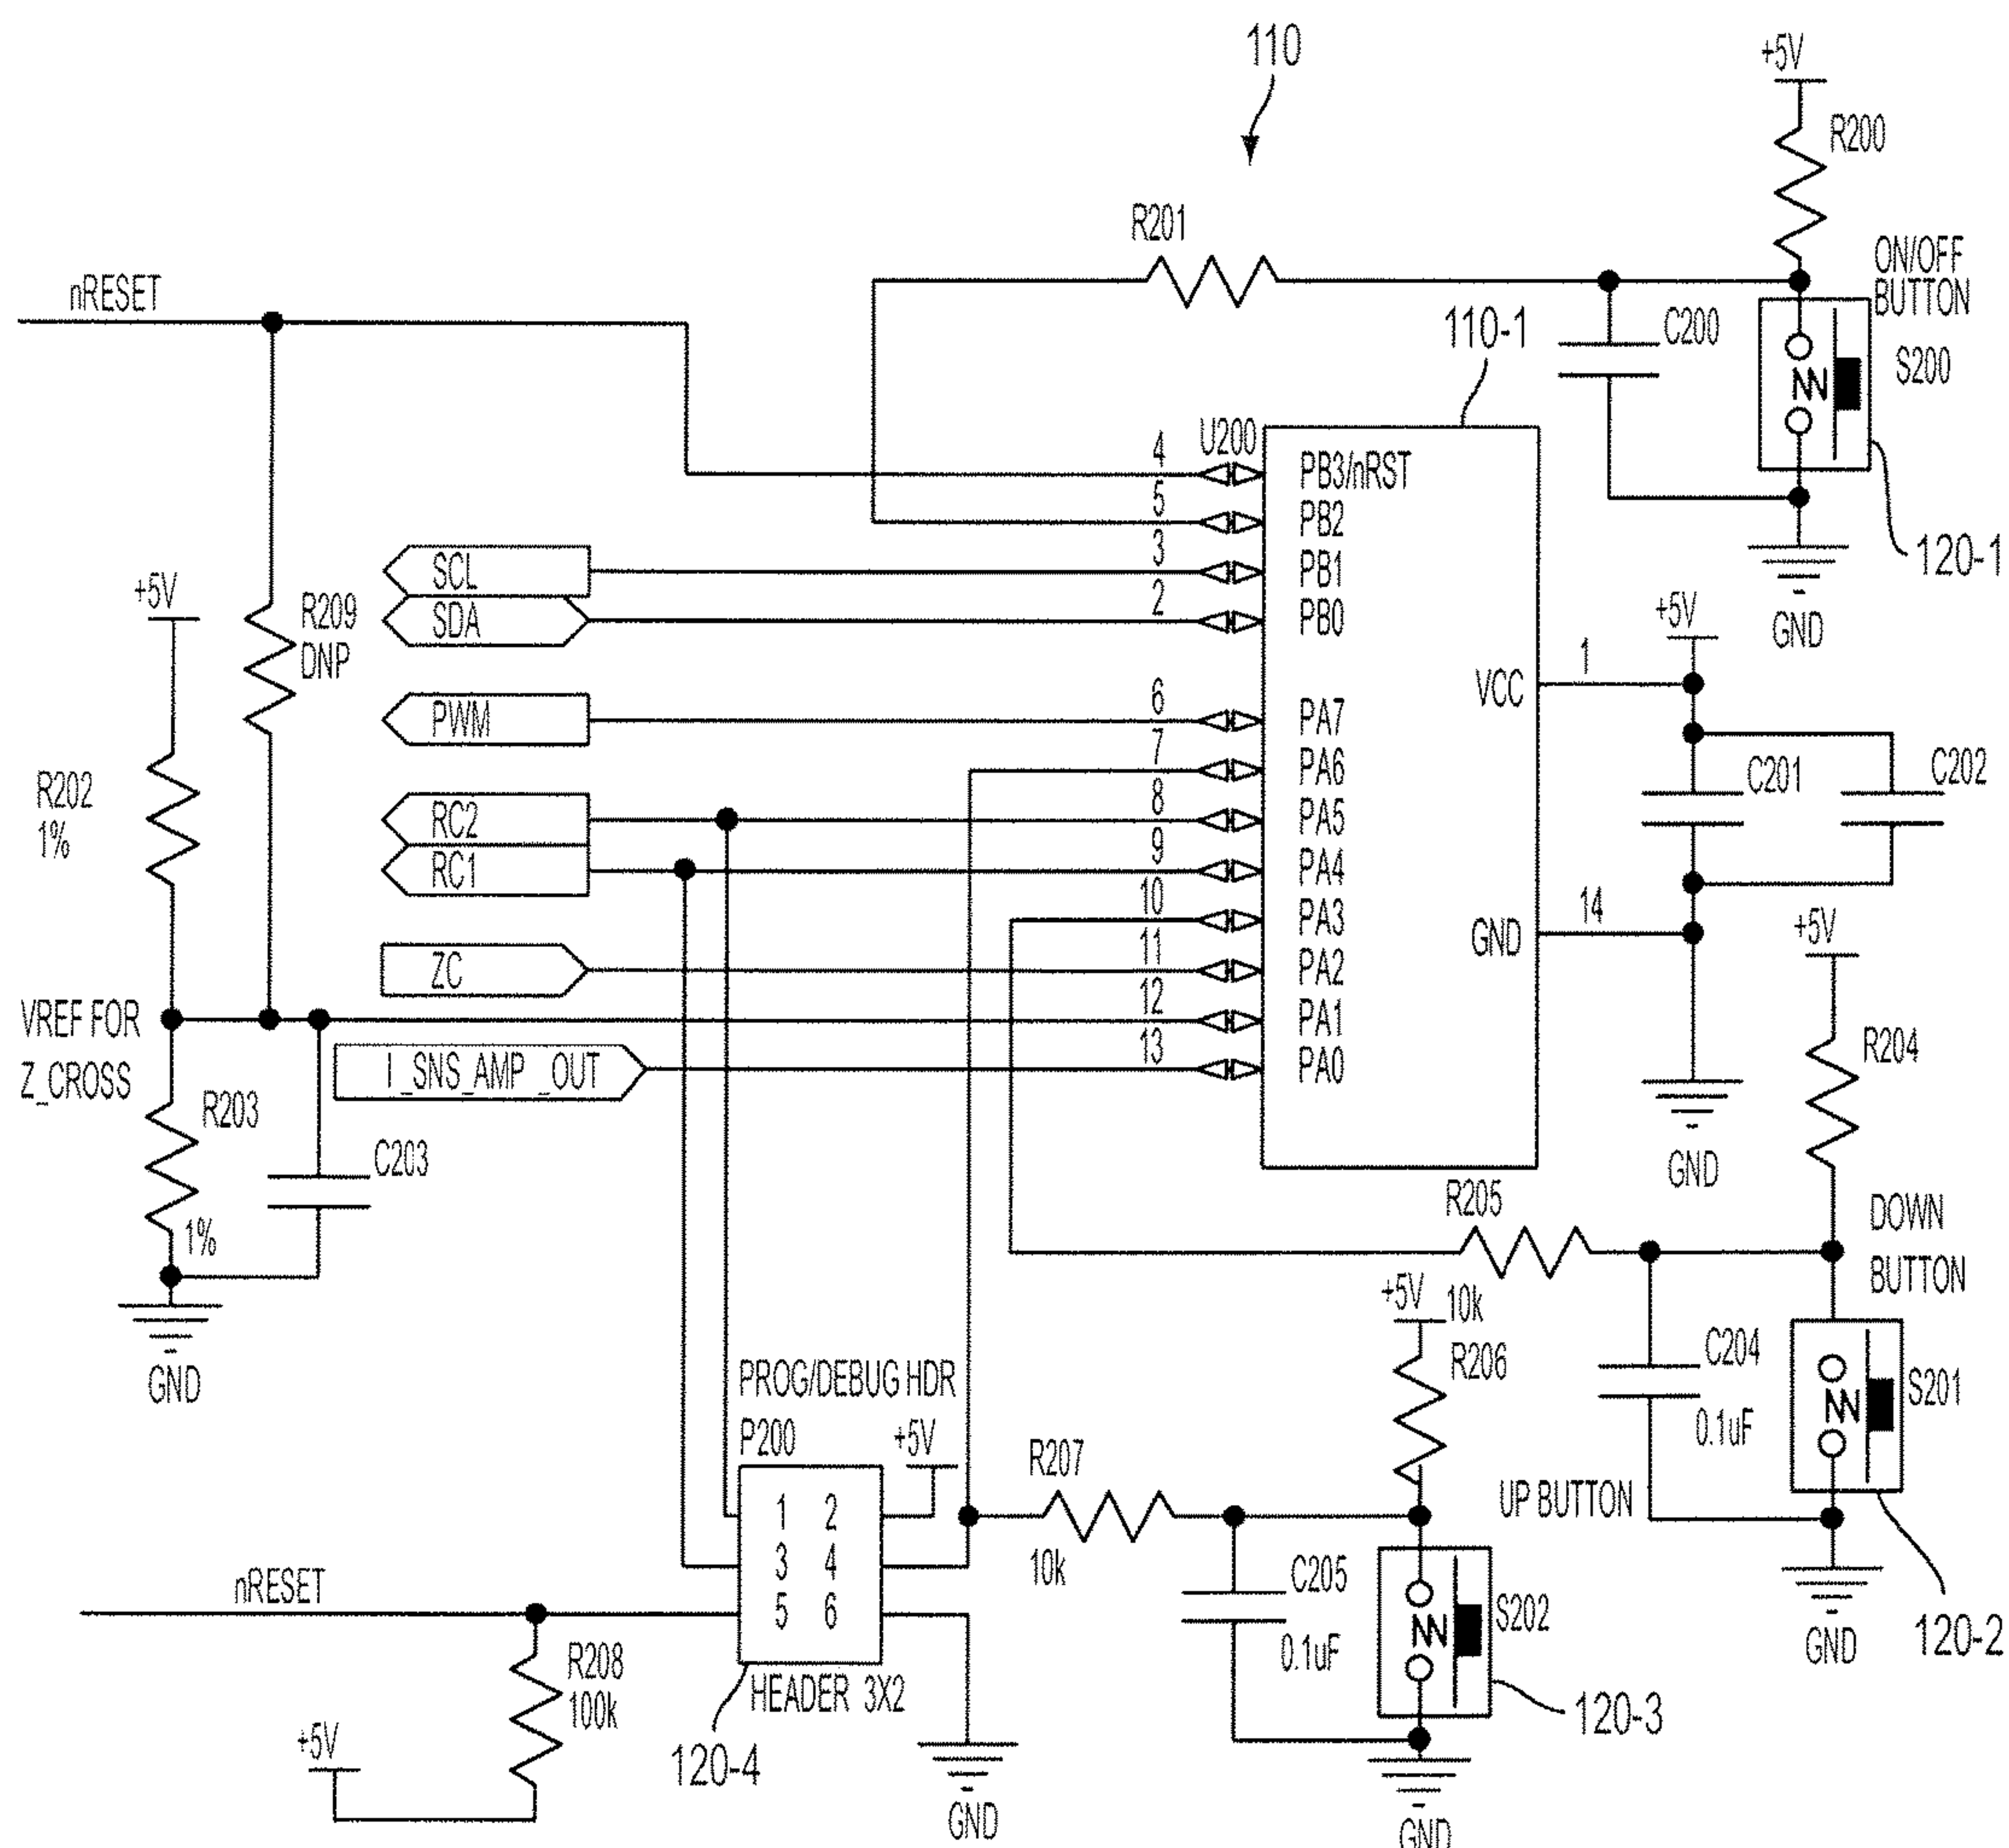 110
+5V
R200
R201
ON/OFF
BUTTON
nRESET
110-1
C200
S200
U200
4
PB3/nRST
5
PB2
3
PB1
2
PB0
SCL
SDA
120-1
GND
+5V
R209
DNP
+5V
1
VCC
PWM
6
PA7
7
PA6
R202
1%
RC2
8
PA5
RC1
9
PA4
C201
C202
10
PA3
14
GND
+5V
ZC
11
PA2
VREF FOR
Z_CROSS
12
PA1
I_SNS_AMP_OUT
13
PA0
R204
R203
1%
C203
GND
GND
R205
10k
DOWN
BUTTON
+5V
R206
C204
0.1uF
S201
PROG/DEBUG HDR
P200
+5V
R207
10k
UP BUTTON
1 2
3 4
5 6
nRESET
C205
0.1uF
S202
GND
120-2
R208
100k
HEADER 3X2
120-3
+5V
120-4
GND
GND